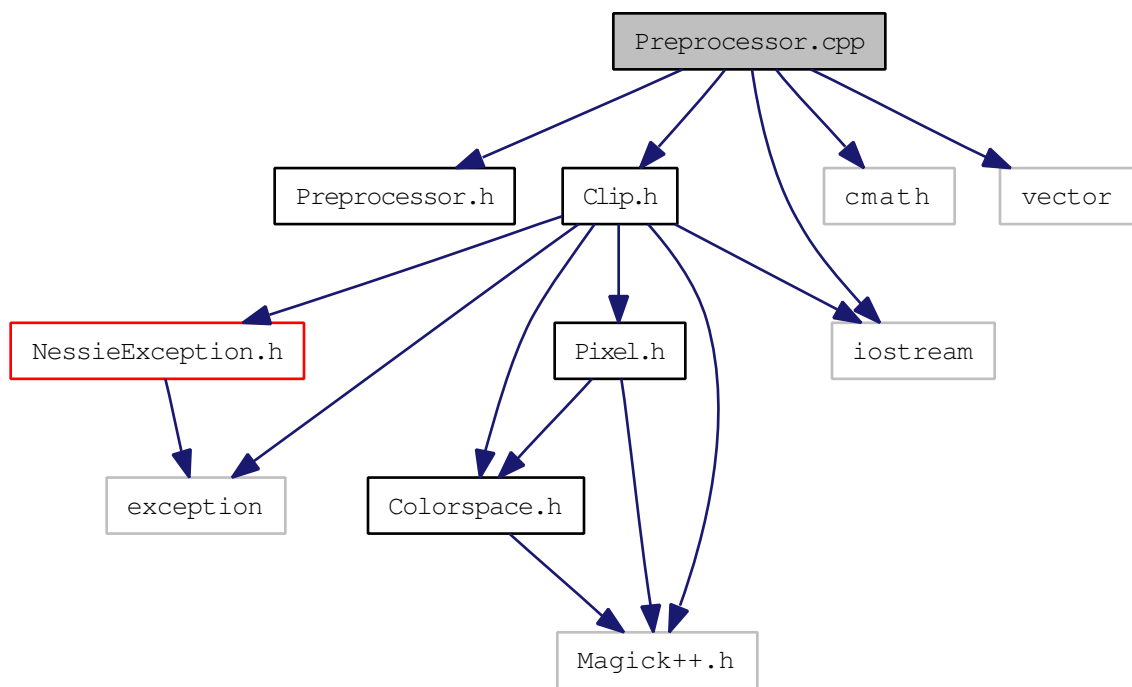 Preprocessor.cpp
Preprocessor.h
Clip.h
cmath
vector
NessieException.h
Pixel.h
iostream
exception
Colorspace.h
Magick++.h